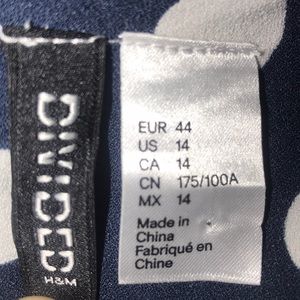 DIVIDED
H&M
EUR 44
US 14
CA 14
CN 175/100A
MX 14
Made in
China
Fabriqué en
Chine